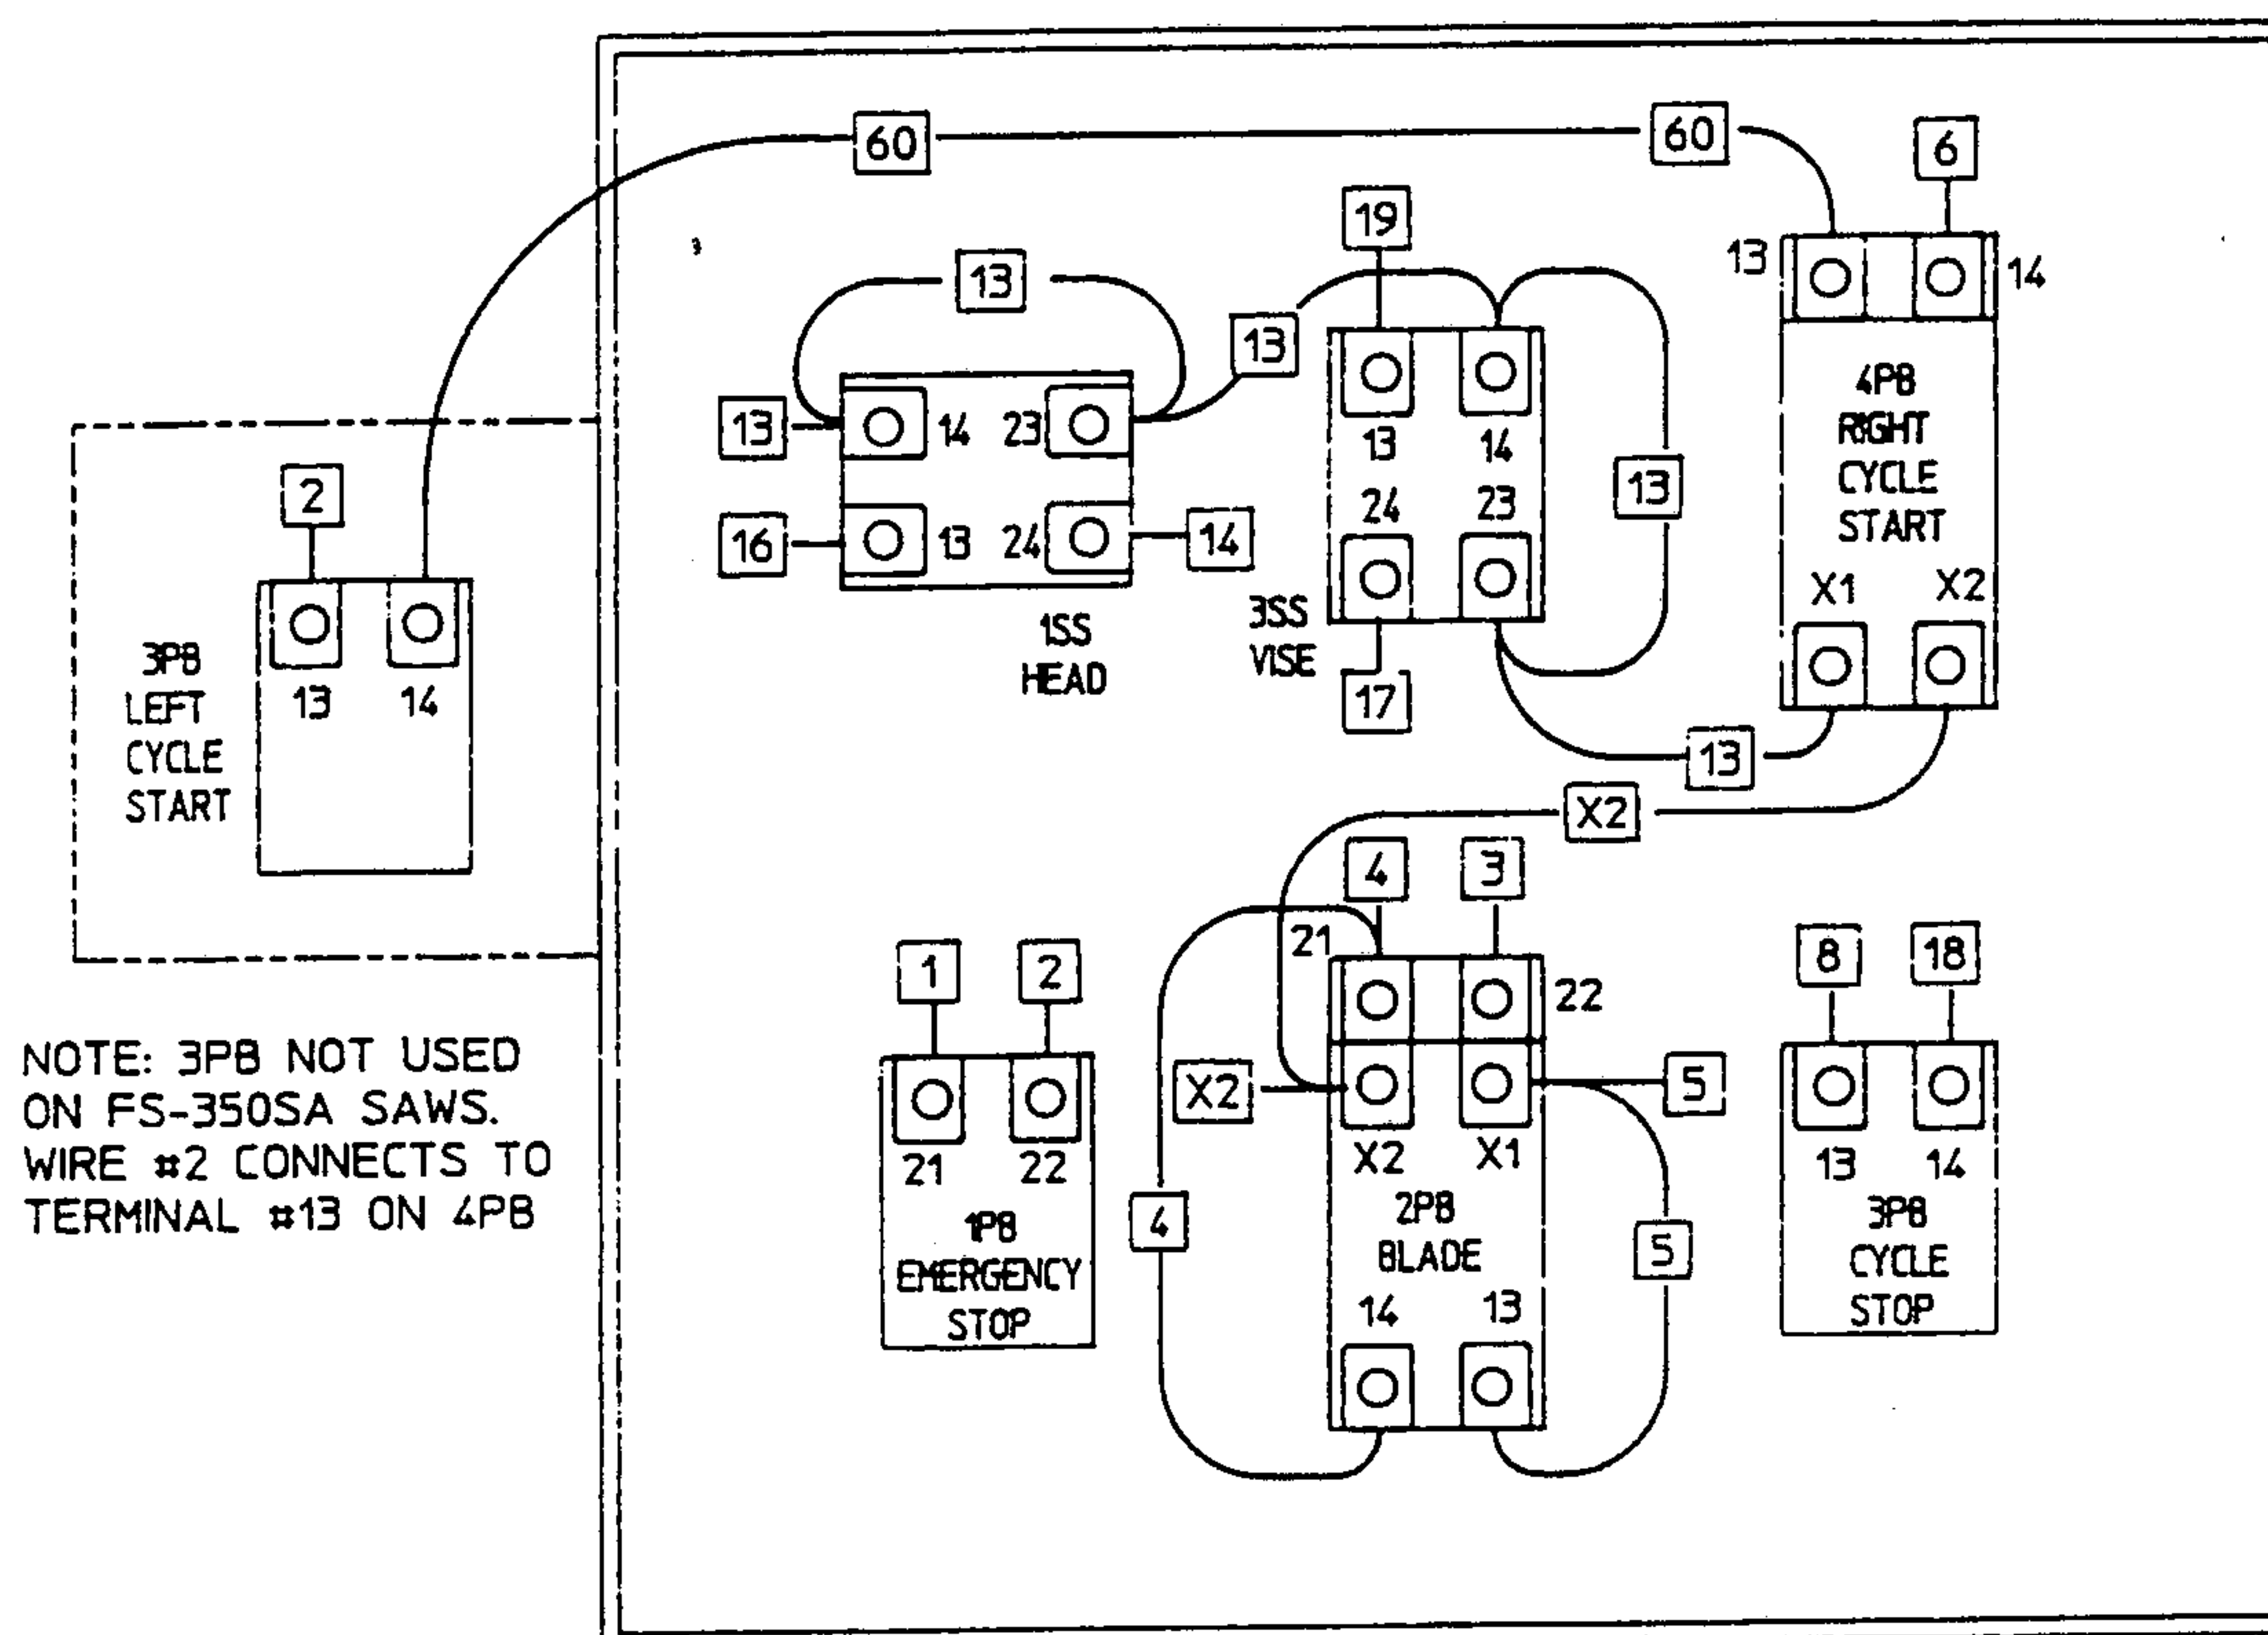 60
60
6
19
13
14
13
13
13
14
23
13
14
4PB
RIGHT
CYCLE
START
13
2
24
23
13
16
13
24
14
X1
X2
3SS
VISE
1SS
HEAD
3PB
LEFT
CYCLE
START
13
14
17
13
X2
4
3
21
22
1
2
8
18
NOTE: 3PB NOT USED
ON FS-350SA SAWS.
WIRE #2 CONNECTS TO
TERMINAL #13 ON 4PB
X2
5
21
22
X2
X1
13
14
1PB
EMERGENCY
STOP
4
2PB
BLADE
5
3PB
CYCLE
STOP
14
13